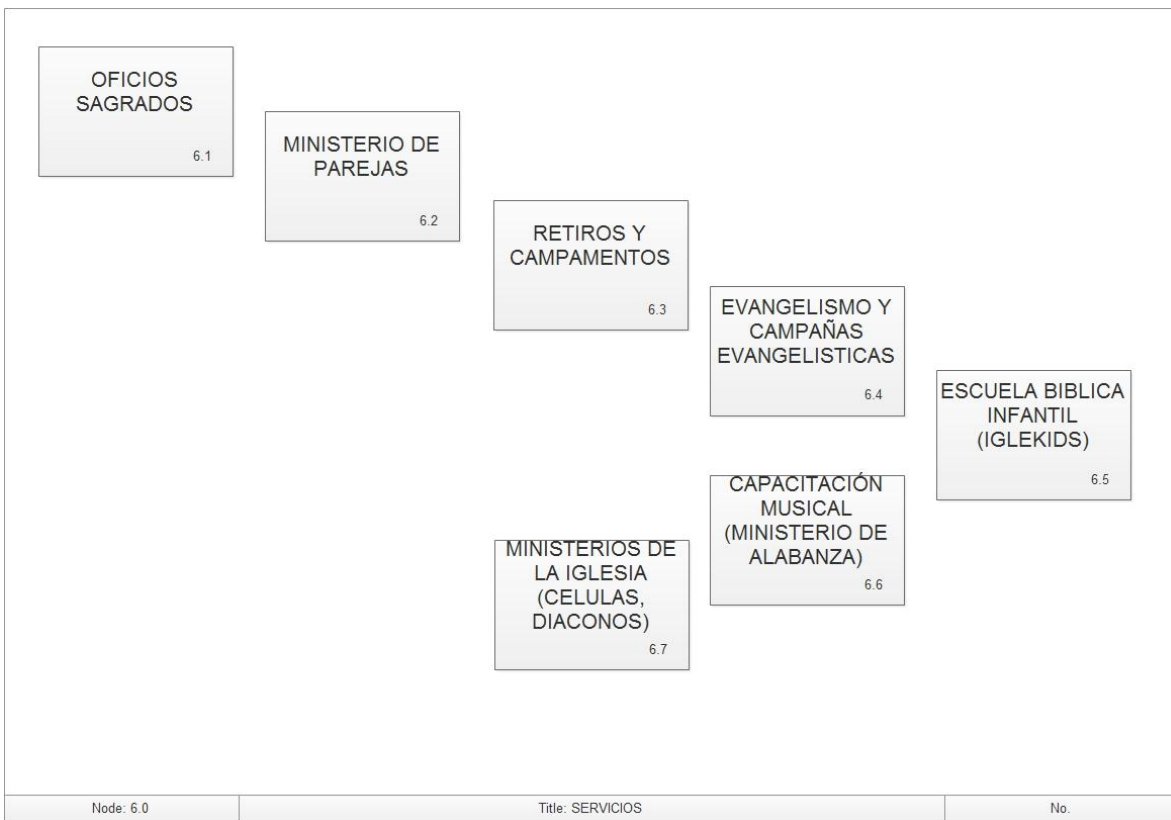 OFICIOS
SAGRADOS
6.1
MINISTERIO DE
PAREJAS
6.2
RETIROS Y
CAMPAMENTOS
6.3
EVANGELISMO Y
CAMPAÑAS
EVANGELISTICAS
6.4
ESCUELA BIBLICA
INFANTIL
(IGLEKIDS)
6.5
CAPACITACIÓN
MUSICAL
(MINISTERIO DE
ALABANZA)
6.6
MINISTERIOS DE
LA IGLESIA
(CELULAS,
DIACONOS)
6.7
Node: 6.0
Title: SERVICIOS
No.